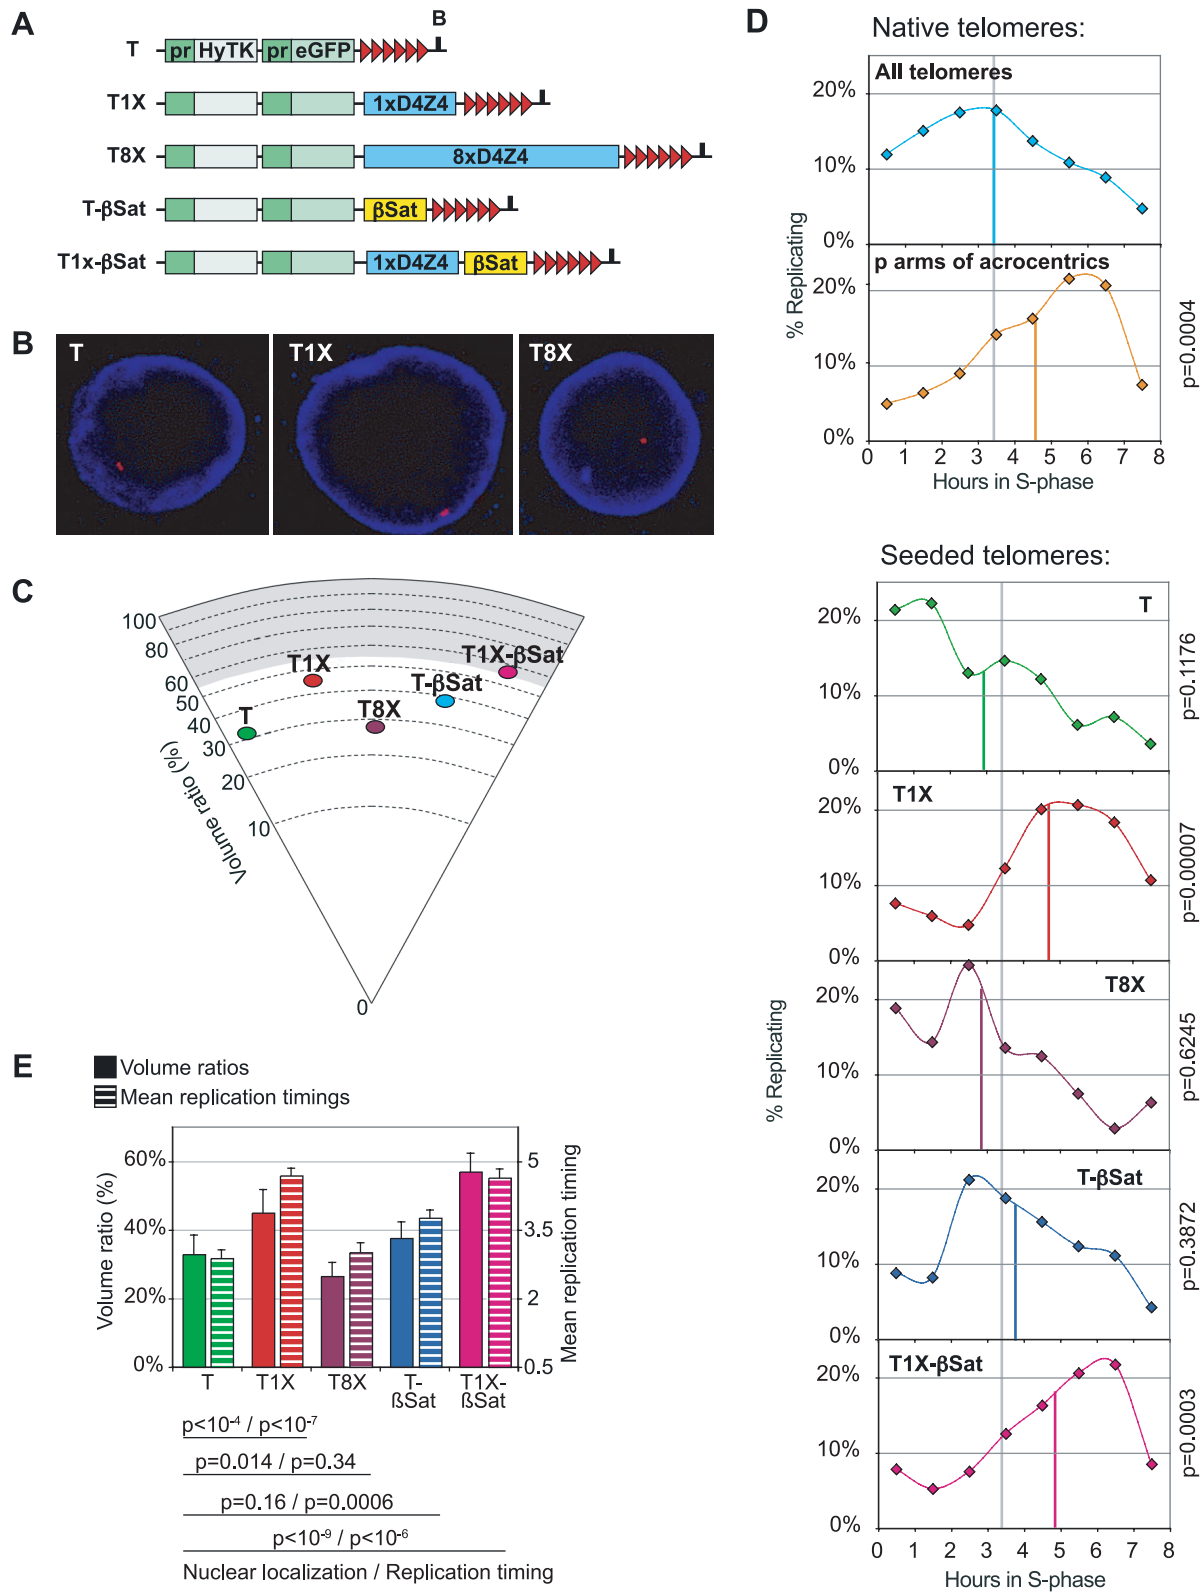 A
B
T
pr HyTK pr eGFP
T1X
1xD4Z4
T8X
8xD4Z4
T-βSat
βSat
T1x-βSat
1xD4Z4 βSat
B
T
T1X
T8X
C
100
80
60
50
40
30
20
10
0
Volume ratio (%)
T
T1X
T8X
T-βSat
T1X-βSat
D
Native telomeres:
All telomeres
20%
10%
0%
p arms of acrocentrics
20%
10%
0%
% Replicating
p=0.0004
0 1 2 3 4 5 6 7 8
Hours in S-phase
Seeded telomeres:
T
20%
10%
0%
p=0.1176
T1X
20%
10%
0%
p=0.00007
T8X
20%
10%
0%
p=0.6245
% Replicating
T-βSat
20%
10%
0%
p=0.3872
T1X-βSat
20%
10%
0%
p=0.0003
0 1 2 3 4 5 6 7 8
Hours in S-phase
E
Volume ratios
Mean replication timings
Volume ratio (%)
60%
40%
20%
0%
5
3.5
2
0.5
Mean replication timing
T T1X T8X T-ßSat T1X-ßSat
p<10⁻⁴ / p<10⁻⁷
p=0.014 / p=0.34
p=0.16 / p=0.0006
p<10⁻⁹ / p<10⁻⁶
Nuclear localization / Replication timing